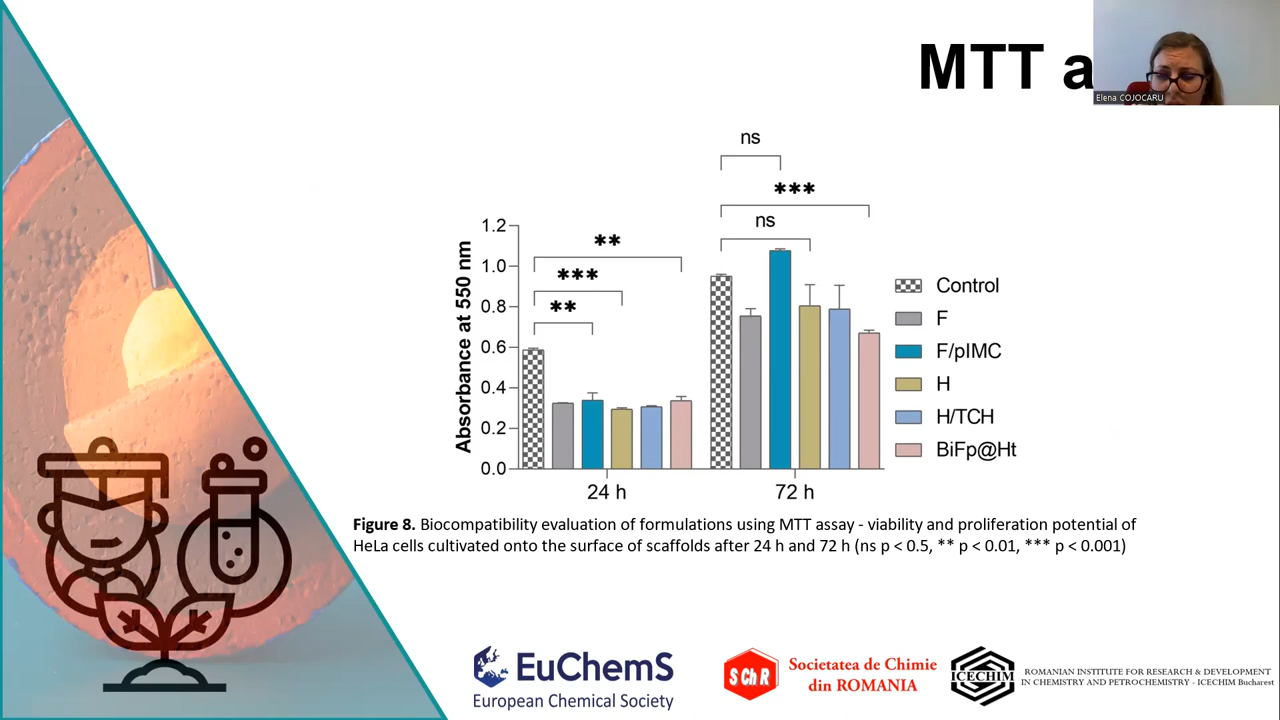 MTT a
Elena COJOCARU
ns
***
ns
**
***
**
Absorbance at 550 nm
1.2
1.0
0.8
0.6
0.4
0.2
0.0
24 h
72 h
Control
F
F/pIMC
H
H/TCH
BiFp@Ht
Figure 8. Biocompatibility evaluation of formulations using MTT assay - viability and proliferation potential of
HeLa cells cultivated onto the surface of scaffolds after 24 h and 72 h (ns p < 0.5, ** p < 0.01, *** p < 0.001)
EuChemS
European Chemical Society
S Ch R
Societatea de Chimie
din ROMANIA
ICECHIM
ROMANIAN INSTITUTE FOR RESEARCH & DEVELOPMENT
IN CHEMISTRY AND PETROCHEMISTRY - ICECHIM Bucharest